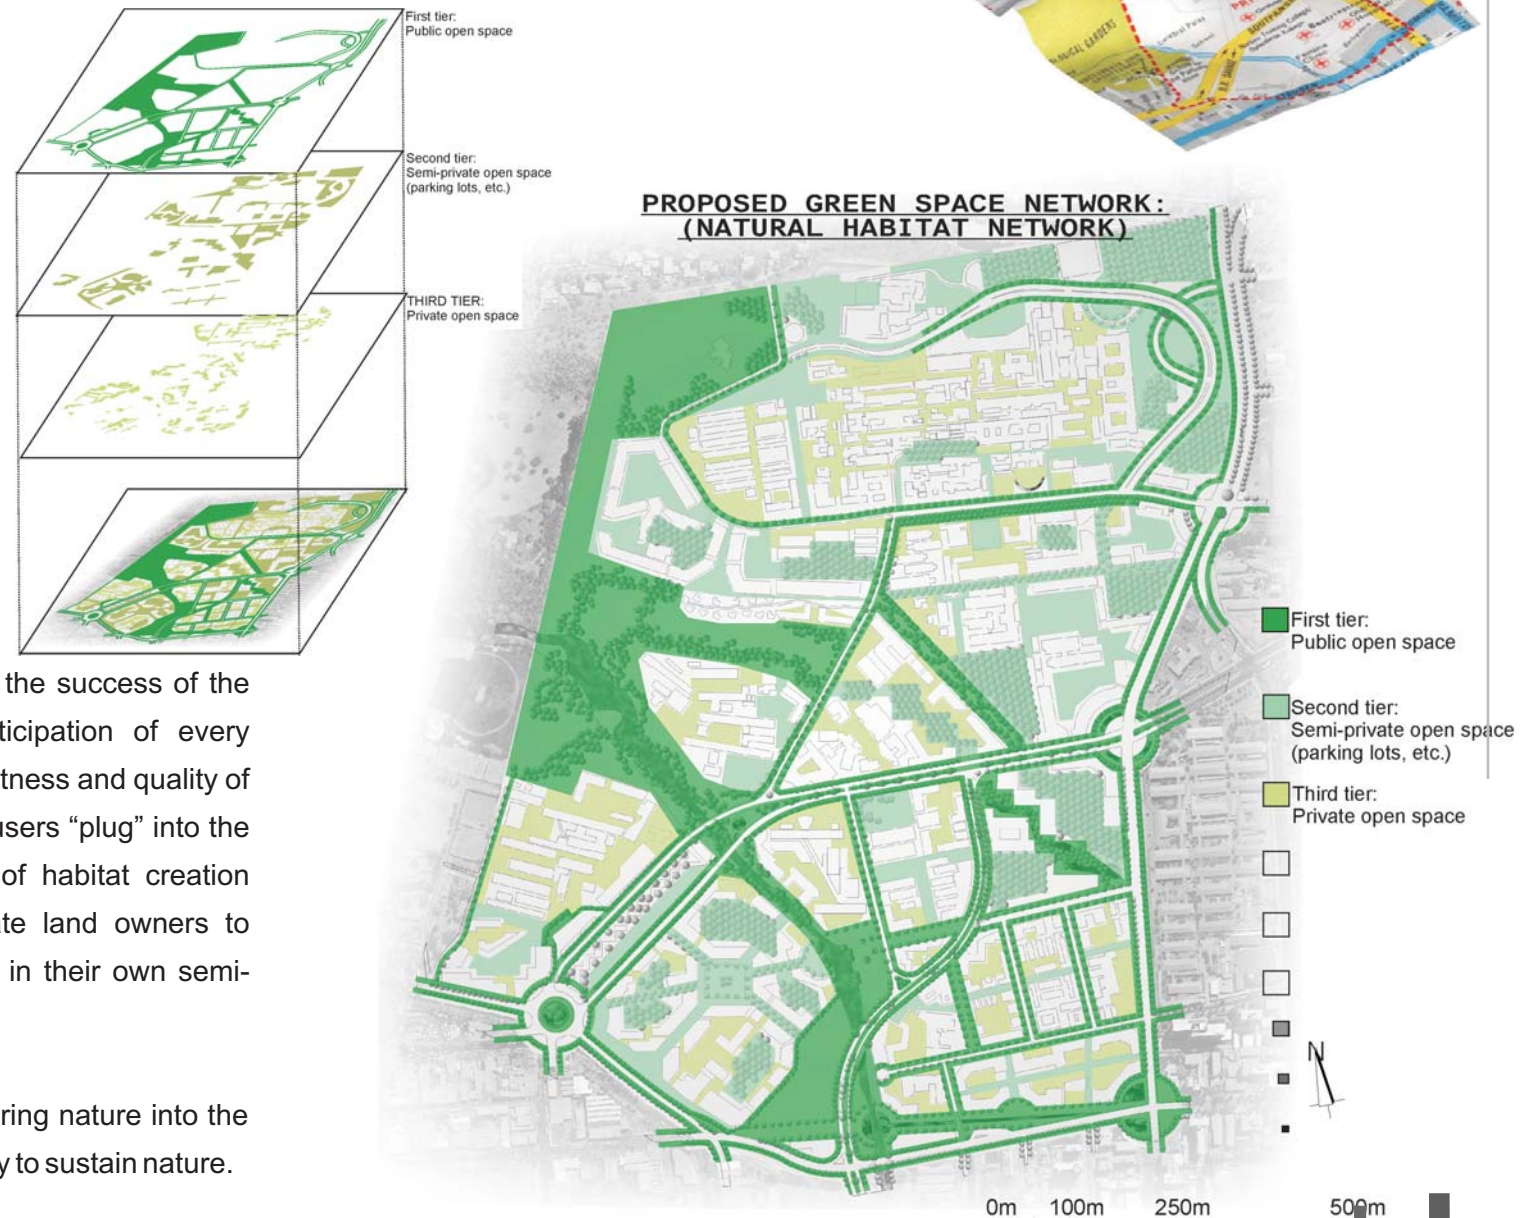 First tier:
Public open space
Second tier:
Semi-private open space
(parking lots, etc.)
THIRD TIER:
Private open space
the success of the
ticipation of every
tness and quality of
users “plug” into the
of habitat creation
te land owners to
in their own semi-
ring nature into the
y to sustain nature.
PROPOSED GREEN SPACE NETWORK:
(NATURAL HABITAT NETWORK)
First tier:
Public open space
Second tier:
Semi-private open space
(parking lots, etc.)
Third tier:
Private open space
N
0m 100m 250m 500m